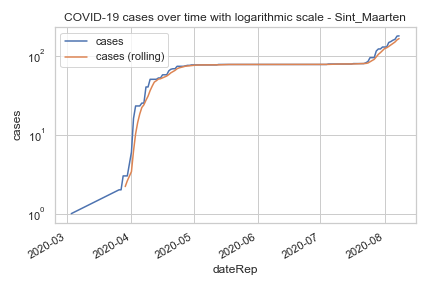 COVID-19 cases over time with logarithmic scale - Sint_Maarten
cases
cases (rolling)
10²
10¹
10⁰
cases
2020-03
2020-04
2020-05
2020-06
2020-07
2020-08
dateRep